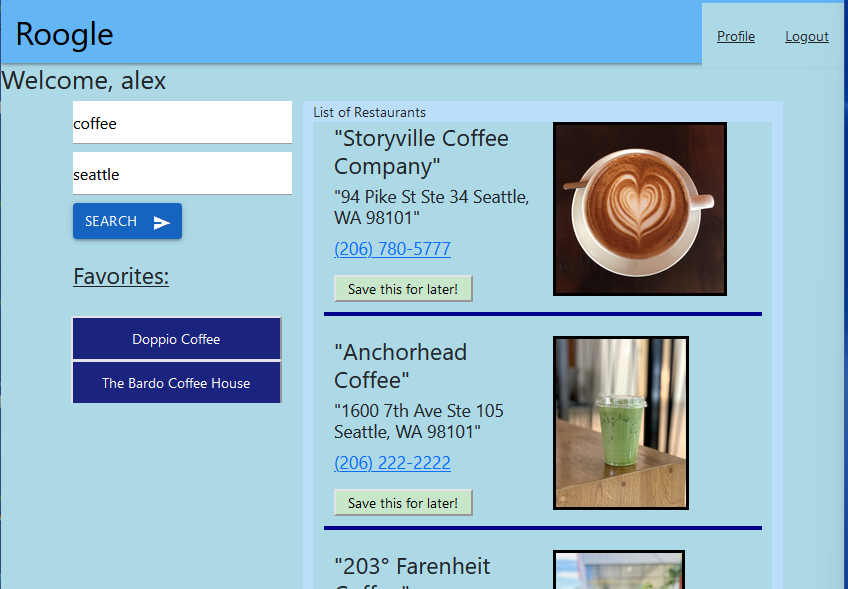 Roogle
Profile
Logout
Welcome, alex
coffee
seattle
SEARCH
Favorites:
Doppio Coffee
The Bardo Coffee House
List of Restaurants
"Storyville Coffee
Company"
"94 Pike St Ste 34 Seattle,
WA 98101"
(206) 780-5777
Save this for later!
"Anchorhead
Coffee"
"1600 7th Ave Ste 105
Seattle, WA 98101"
(206) 222-2222
Save this for later!
"203° Farenheit
Coffee"